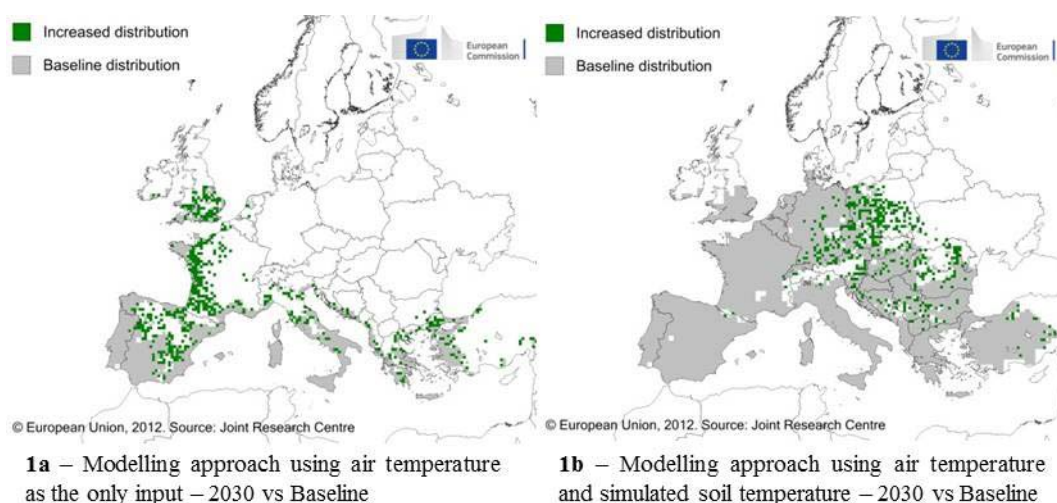 Increased distribution
Baseline distribution
European
Commission
© European Union, 2012. Source: Joint Research Centre
1a – Modelling approach using air temperature
as the only input – 2030 vs Baseline
Increased distribution
Baseline distribution
European
Commission
© European Union, 2012. Source: Joint Research Centre
1b – Modelling approach using air temperature
and simulated soil temperature – 2030 vs Baseline